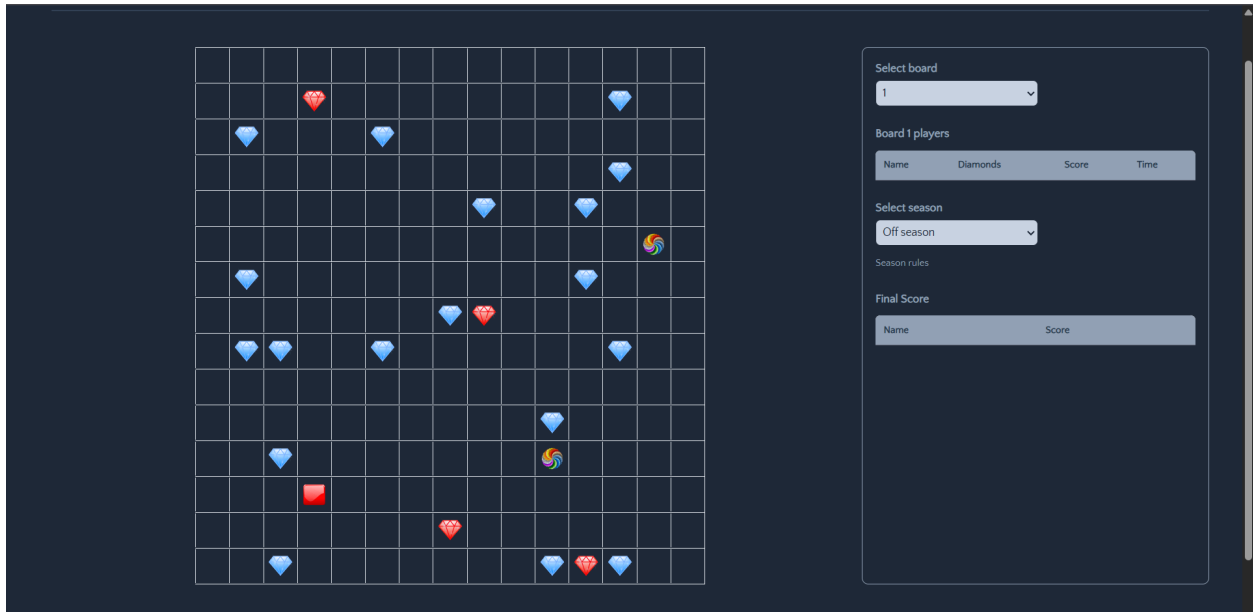 Select board
1
Board 1 players
Name Diamonds Score Time
Select season
Off season
Season rules
Final Score
Name Score